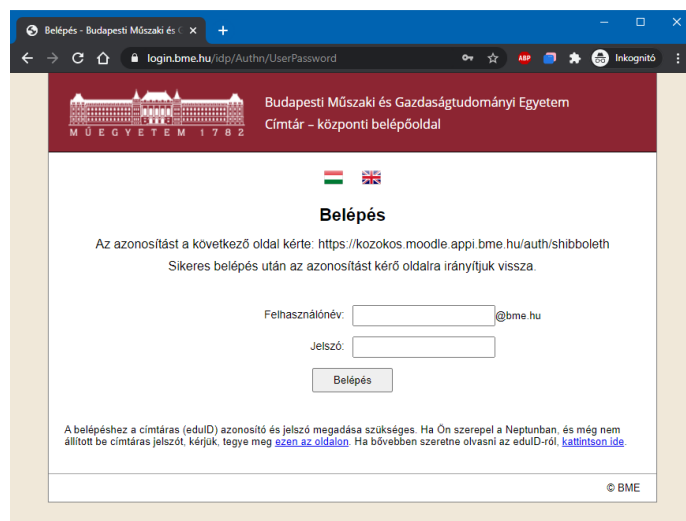 Belépés - Budapesti Műszaki és
login.bme.hu/idp/Authn/UserPassword
ABP
Inkognitó
MŰEGYETEM 1782
Budapesti Műszaki és Gazdaságtudományi Egyetem
Címtár – központi belépőoldal
Belépés
Az azonosítást a következő oldal kérte: https://kozokos.moodle.appi.bme.hu/auth/shibboleth
Sikeres belépés után az azonosítást kérő oldalra irányítjuk vissza.
Felhasználónév:
@bme.hu
Jelszó:
Belépés
A belépéshez a címtáras (eduID) azonosító és jelszó megadása szükséges. Ha Ön szerepel a Neptunban, és még nem
állított be címtáras jelszót, kérjük, tegye meg ezen az oldalon. Ha bővebben szeretne olvasni az eduID-ról, kattintson ide.
© BME